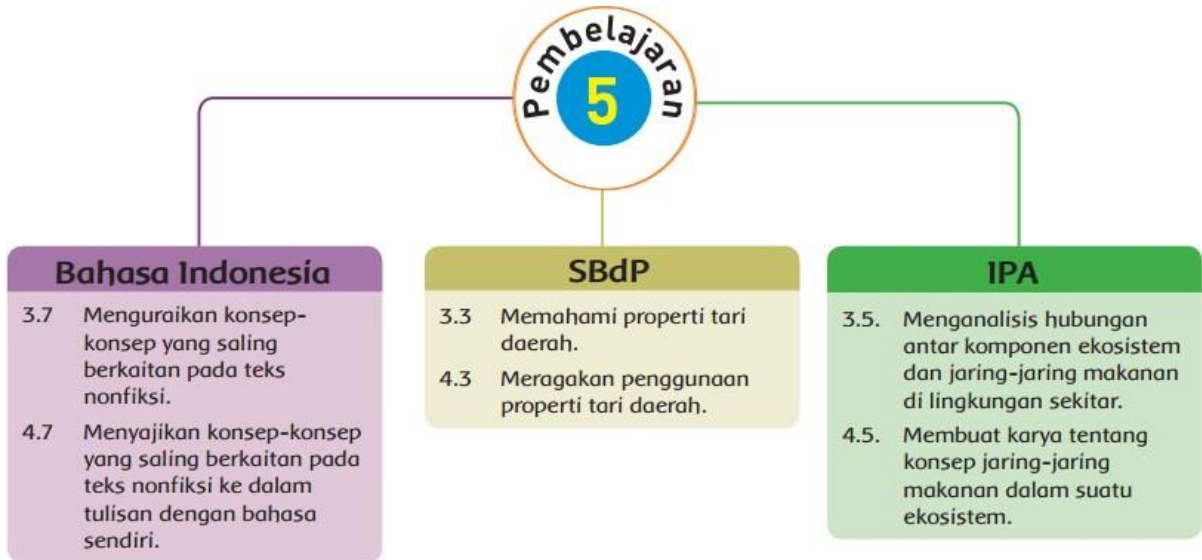 Pembelajaran
5
Bahasa Indonesia
3.7 Menguraikan konsep-
konsep yang saling
berkaitan pada teks
nonfiksi.
4.7 Menyajikan konsep-konsep
yang saling berkaitan pada
teks nonfiksi ke dalam
tulisan dengan bahasa
sendiri.
SBdP
3.3 Memahami properti tari
daerah.
4.3 Meragakan penggunaan
properti tari daerah.
IPA
3.5. Menganalisis hubungan
antar komponen ekosistem
dan jaring-jaring makanan
di lingkungan sekitar.
4.5. Membuat karya tentang
konsep jaring-jaring
makanan dalam suatu
ekosistem.